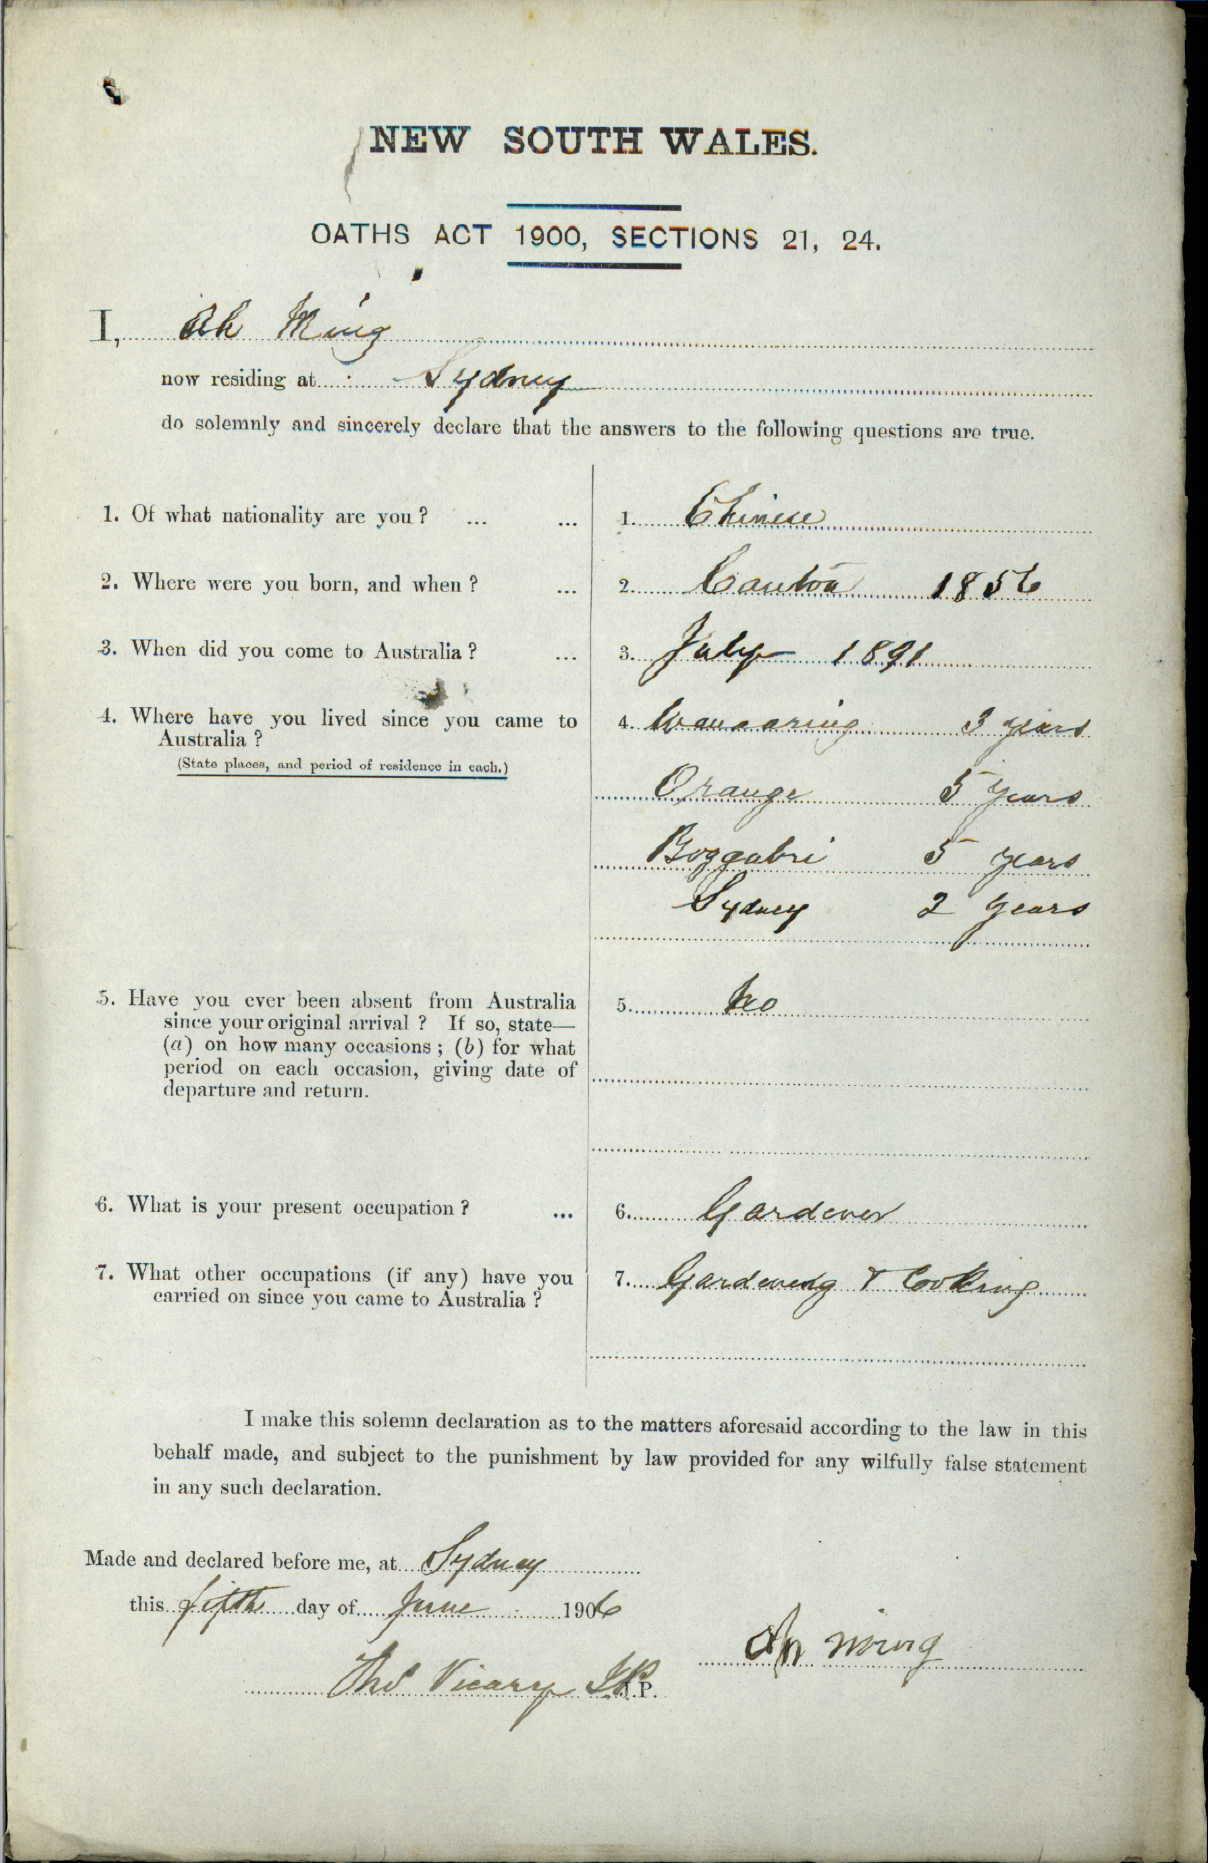 NEW SOUTH WALES.
OATHS ACT 1900, SECTIONS 21, 24.
I, Ah Ming
now residing at Sydney
do solemnly and sincerely declare that the answers to the following questions are true.
1. Of what nationality are you? ... ... 1. Chinese
2. Where were you born, and when? ... 2. Canton 1856
3. When did you come to Australia? ... 3. July 1891
4. Where have you lived since you came to 4. Wanaaring 3 years
Australia?
(State places, and period of residence in each.)
Orange 5 years
Boggabri 5 years
Sydney 2 years
5. Have you ever been absent from Australia 5. No
since your original arrival? If so, state—
(a) on how many occasions; (b) for what
period on each occasion, giving date of
departure and return.
6. What is your present occupation? ... 6. Gardener
7. What other occupations (if any) have you 7. Gardening & Cooking
carried on since you came to Australia?
I make this solemn declaration as to the matters aforesaid according to the law in this
behalf made, and subject to the punishment by law provided for any wilfully false statement
in any such declaration.
Made and declared before me, at Sydney
this fifth day of June 1906
Ah Ming
Thos Vicary JP J.P.